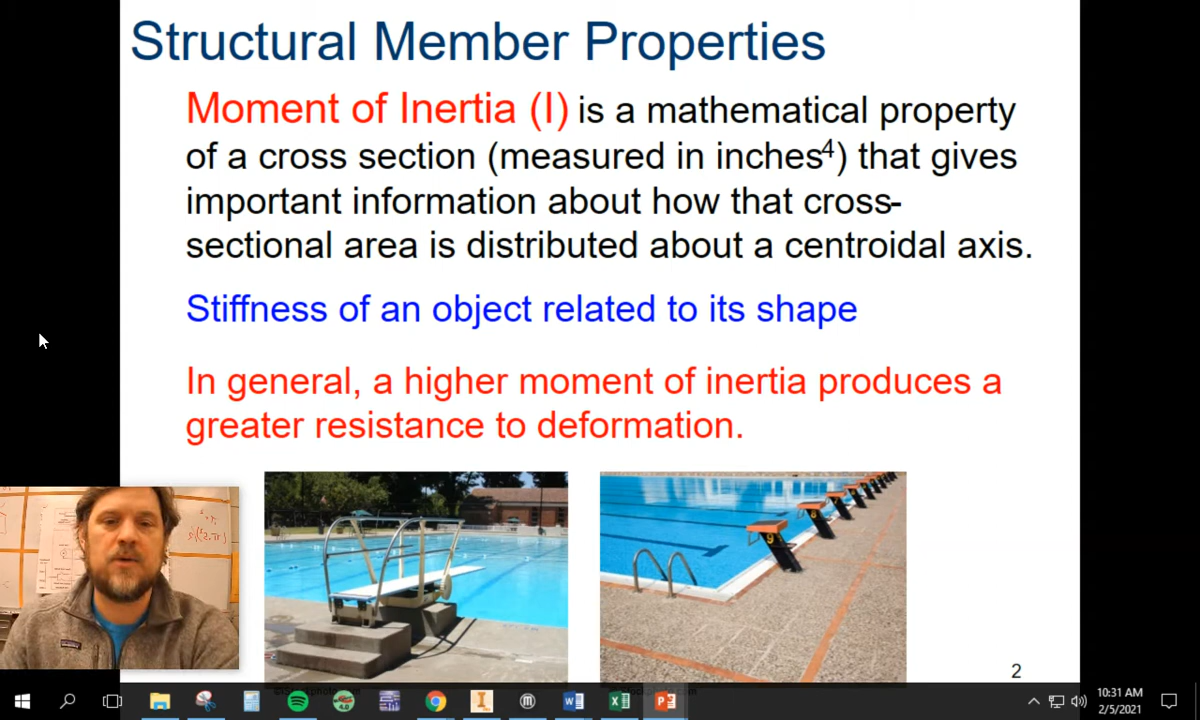 Structural Member Properties
Moment of Inertia (I) is a mathematical property
of a cross section (measured in inches⁴) that gives
important information about how that cross-
sectional area is distributed about a centroidal axis.
Stiffness of an object related to its shape
In general, a higher moment of inertia produces a
greater resistance to deformation.
2
10:31 AM
2/5/2021